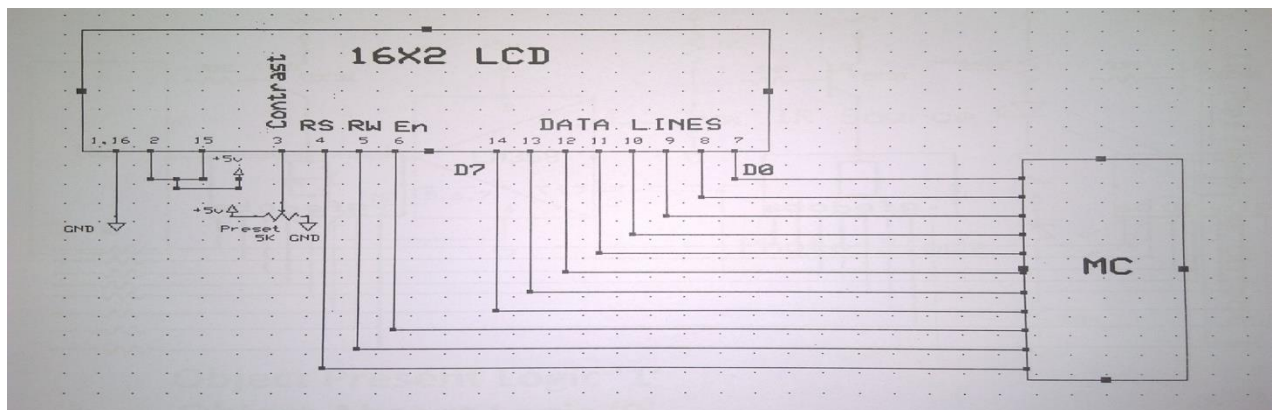 16X2 LCD
Contrast
RS RW En
DATA LINES
1,16 2 15 3 4 5 6 14 13 12 11 10 9 8 7
+5v
D7 D0
+5v
GND
Preset
5K
GND
MC